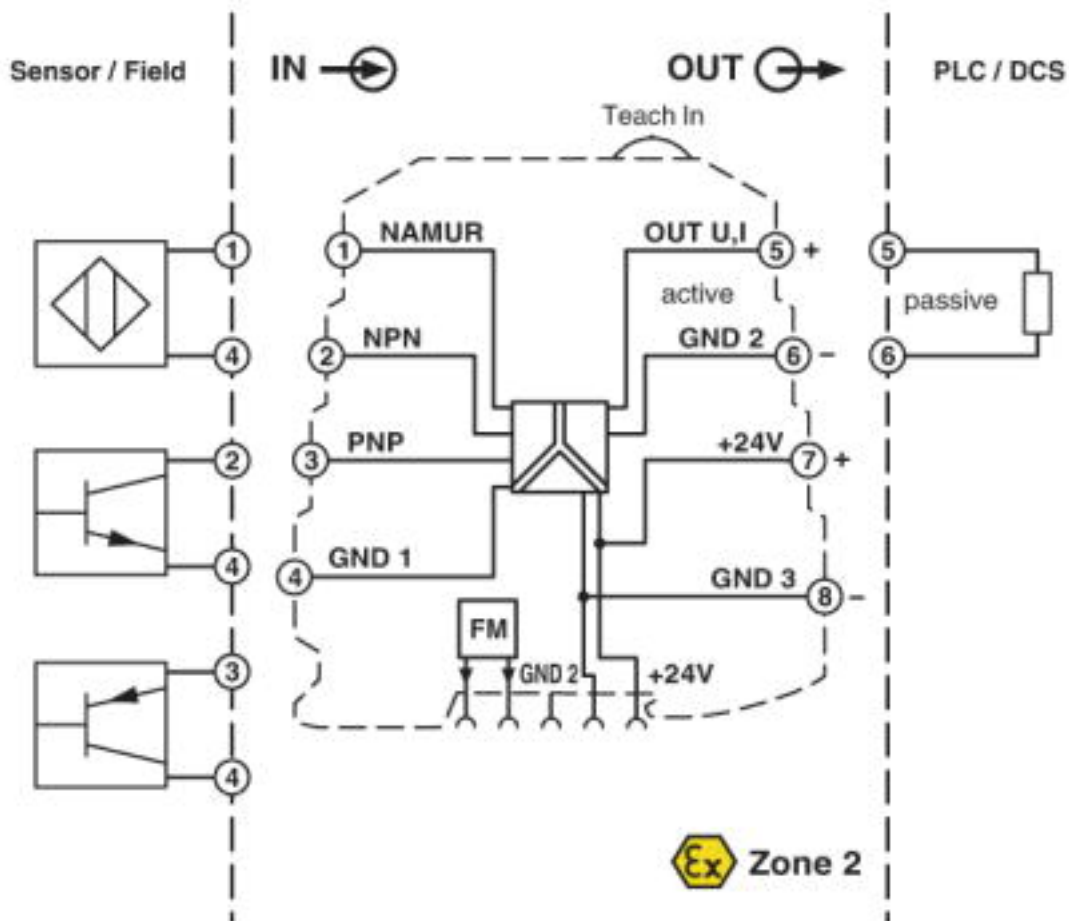 Sensor / Field
IN
OUT
PLC / DCS
Teach In
1
1
NAMUR
OUT U,I
5
+
5
active
passive
4
2
NPN
GND 2
6
–
6
2
3
PNP
+24V
7
+
4
4
GND 1
GND 3
8
–
FM
3
GND 2
+24V
4
Ex
Zone 2